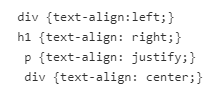 div {text-align:left;}
h1 {text-align: right;}
p {text-align: justify;}
div {text-align: center;}